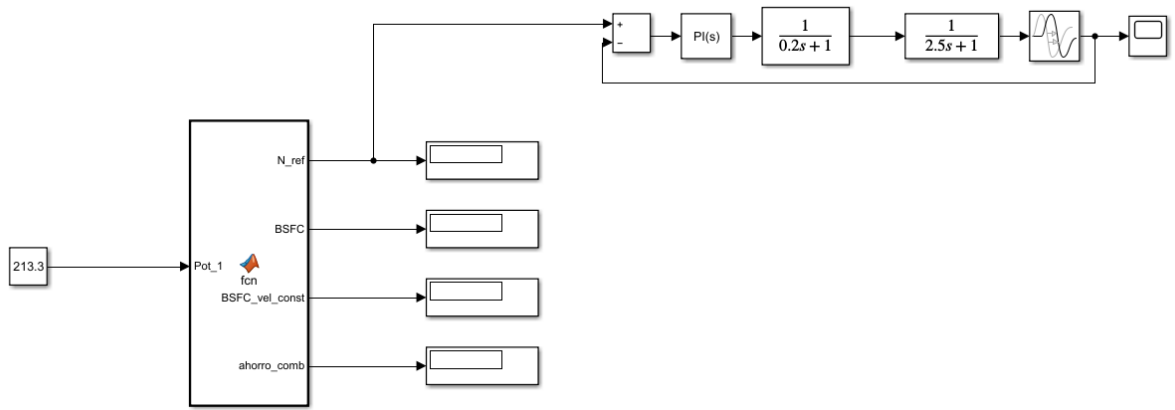 +
−
PI(s)
1
0.2s + 1
1
2.5s + 1
N_ref
BSFC
213.3
Pot_1
fcn
BSFC_vel_const
ahorro_comb